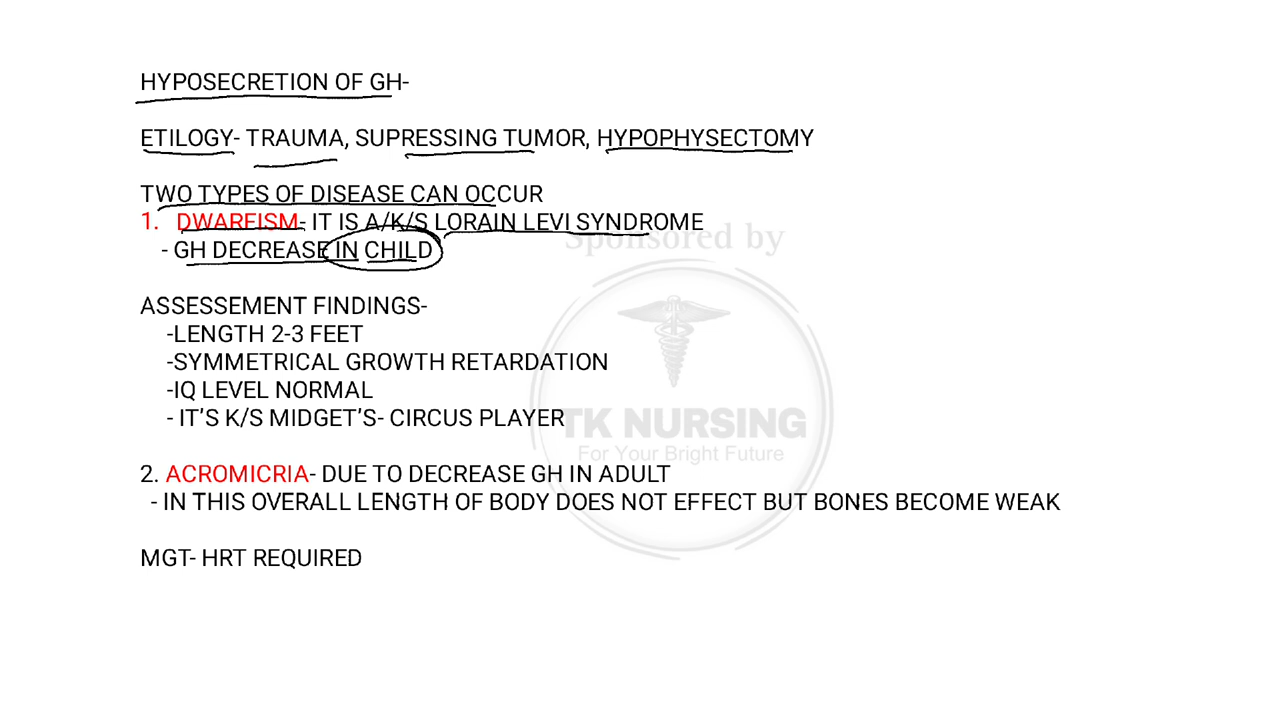 HYPOSECRETION OF GH-
ETILOGY- TRAUMA, SUPRESSING TUMOR, HYPOPHYSECTOMY
TWO TYPES OF DISEASE CAN OCCUR
1. DWARFISM- IT IS A/K/S LORAIN LEVI SYNDROME
- GH DECREASE IN CHILD
Sponsored by
ASSESSEMENT FINDINGS-
-LENGTH 2-3 FEET
-SYMMETRICAL GROWTH RETARDATION
-IQ LEVEL NORMAL
- IT'S K/S MIDGET'S- CIRCUS PLAYER
TK NURSING
For Your Bright Future
2. ACROMICRIA- DUE TO DECREASE GH IN ADULT
- IN THIS OVERALL LENGTH OF BODY DOES NOT EFFECT BUT BONES BECOME WEAK
MGT- HRT REQUIRED